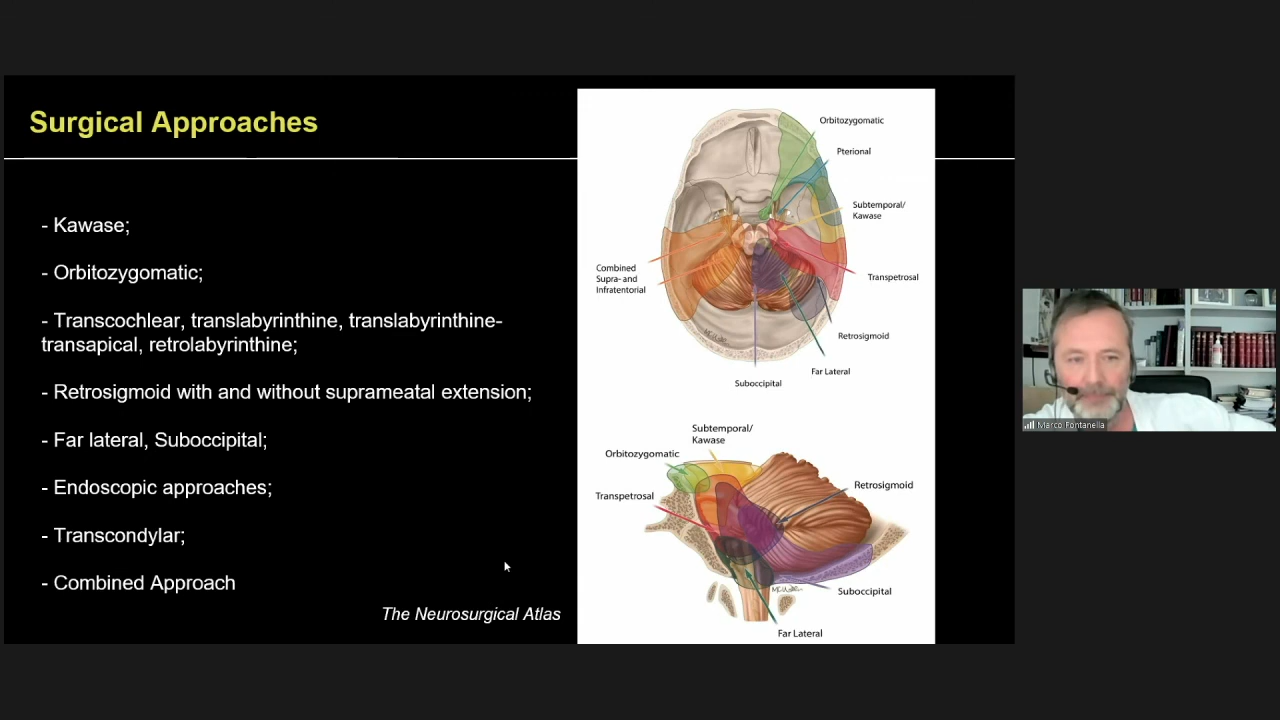 Surgical Approaches
- Kawase;
- Orbitozygomatic;
- Transcochlear, translabyrinthine, translabyrinthine-
transapical, retrolabyrinthine;
- Retrosigmoid with and without suprameatal extension;
- Far lateral, Suboccipital;
- Endoscopic approaches;
- Transcondylar;
- Combined Approach
The Neurosurgical Atlas
Orbitozygomatic
Pterional
Subtemporal/
Kawase
Combined
Supra- and
Infratentorial
Transpetrosal
Retrosigmoid
Far Lateral
Suboccipital
Subtemporal/
Kawase
Orbitozygomatic
Transpetrosal
Retrosigmoid
Suboccipital
Far Lateral
Marco Fontanella